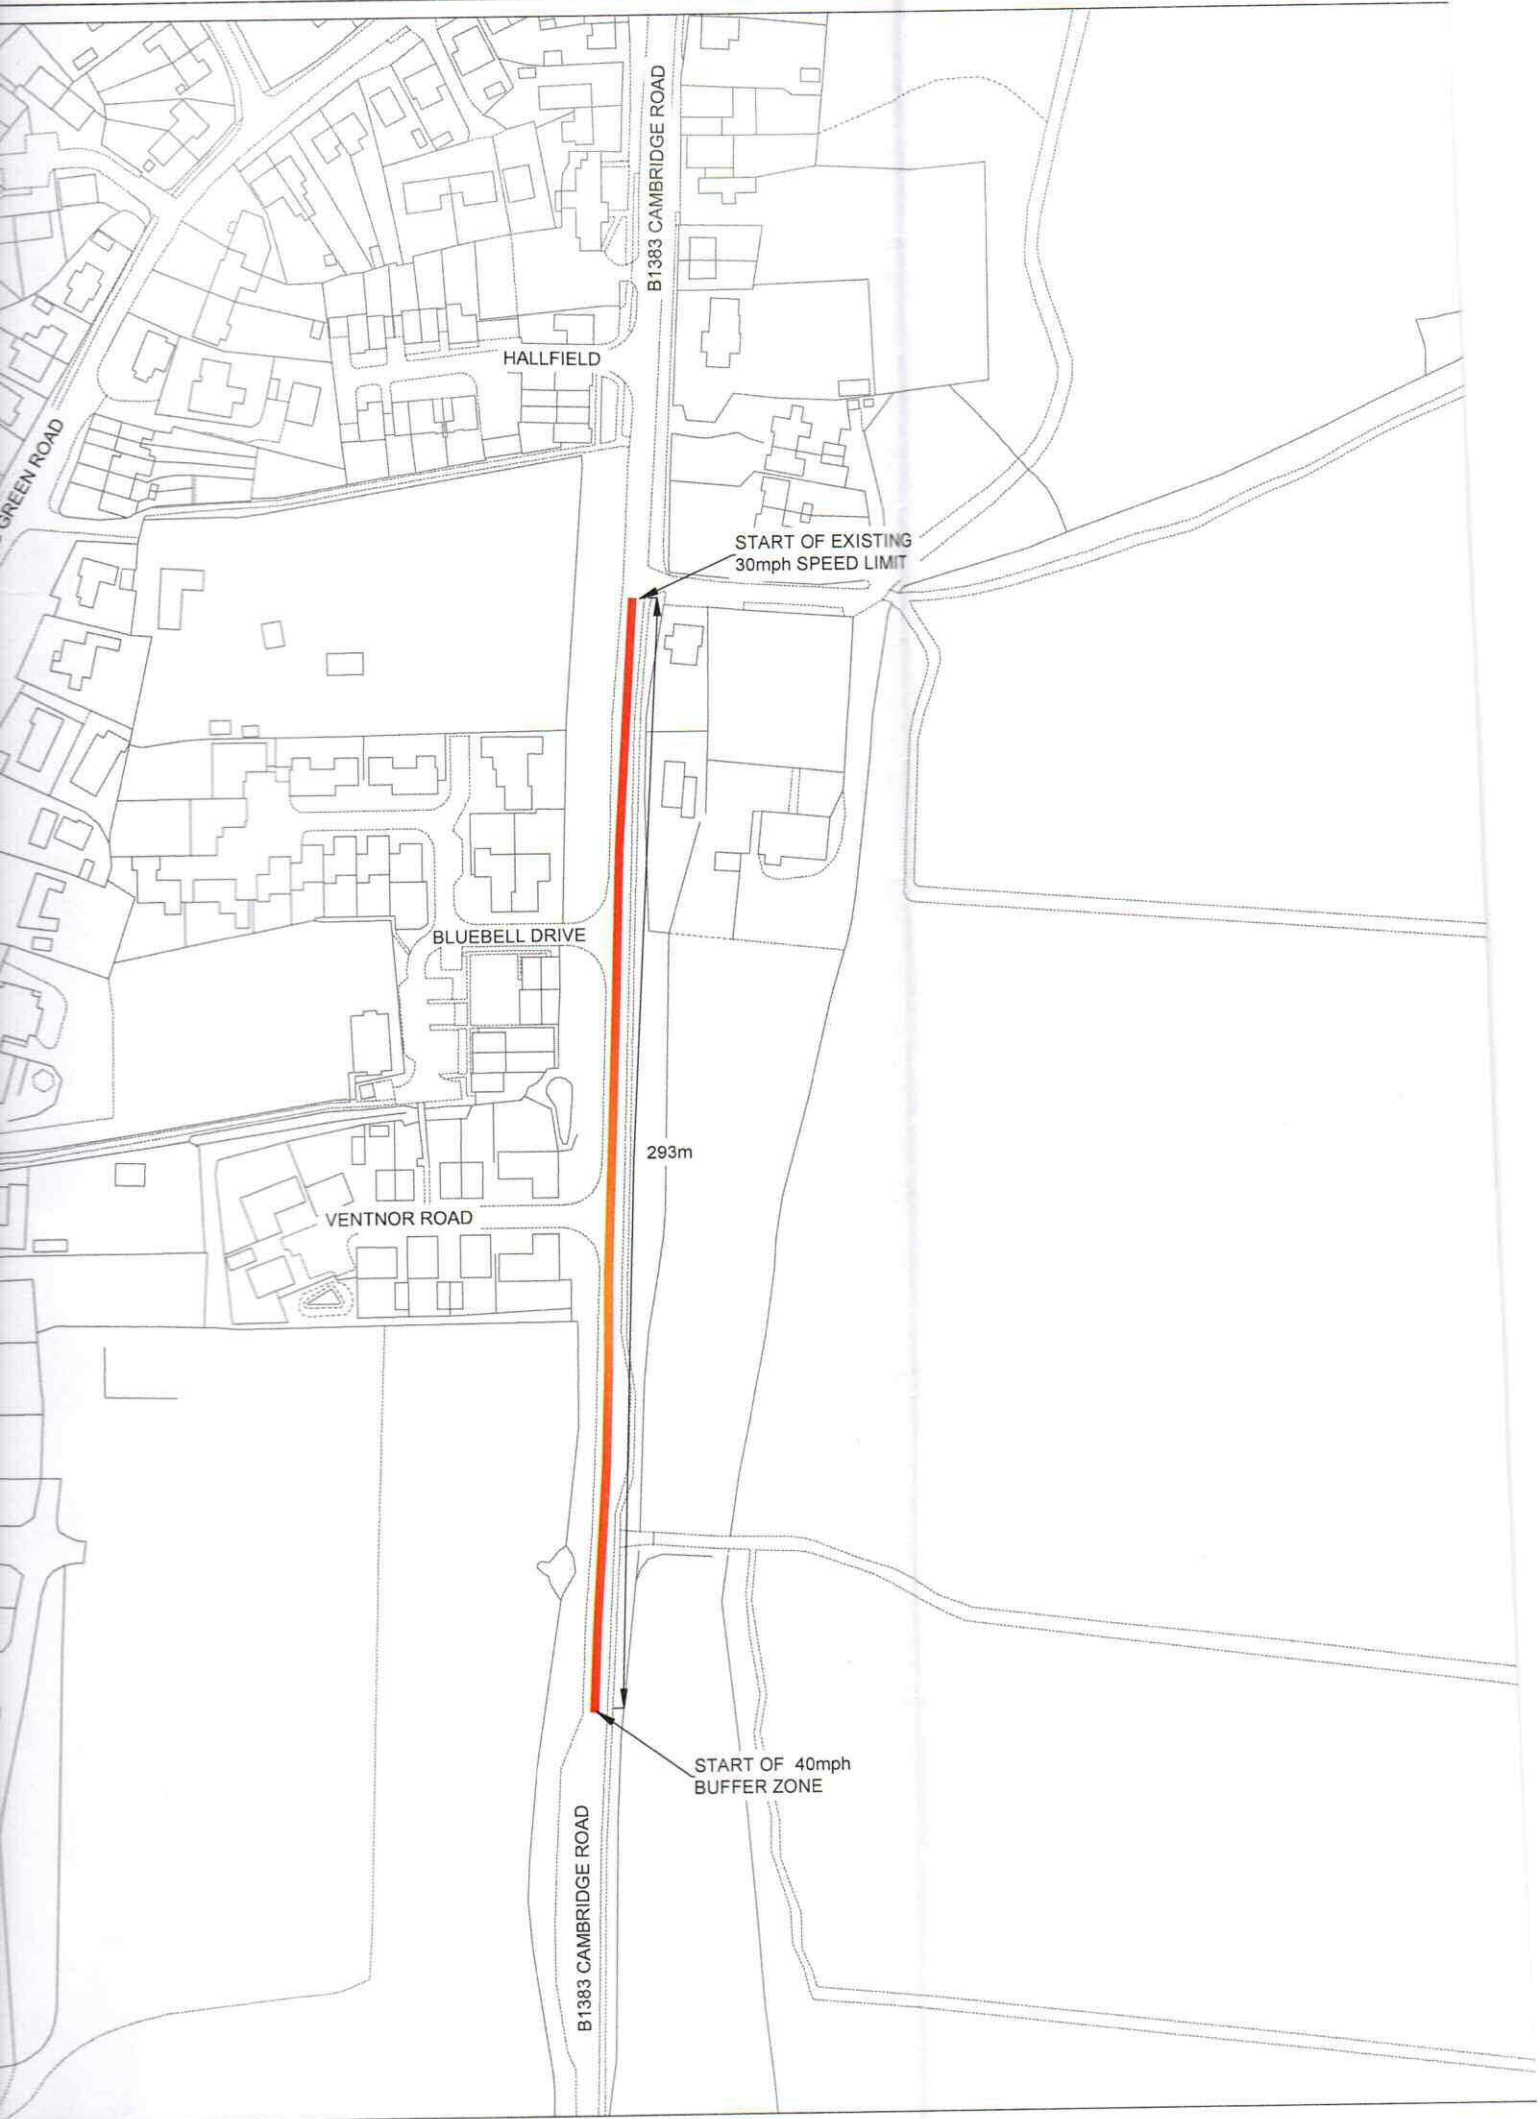 B1383 CAMBRIDGE ROAD
HALLFIELD
GREEN ROAD
START OF EXISTING
30mph SPEED LIMIT
BLUEBELL DRIVE
293m
VENTNOR ROAD
START OF 40mph
BUFFER ZONE
B1383 CAMBRIDGE ROAD